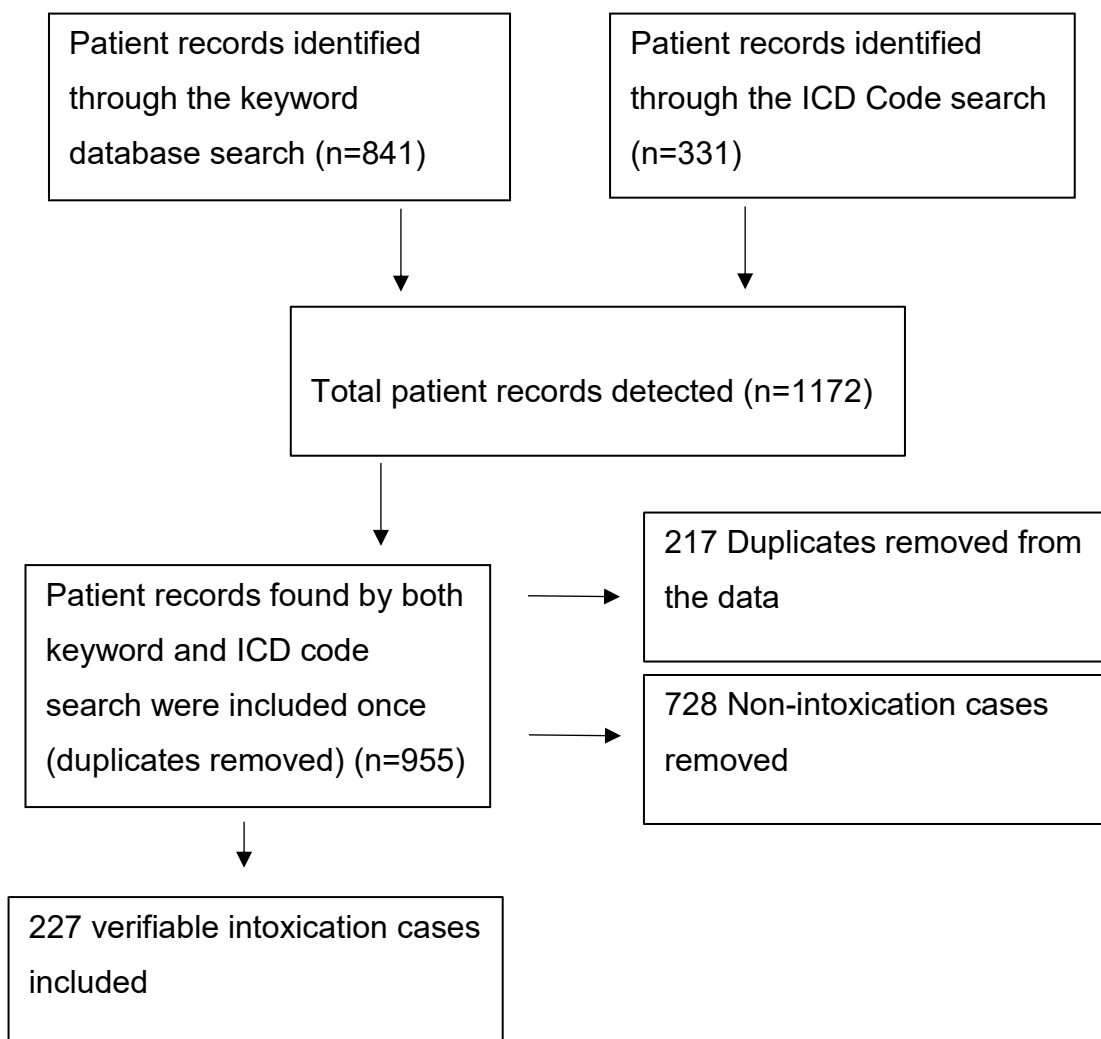 Patient records identified
through the keyword
database search (n=841)
Patient records identified
through the ICD Code search
(n=331)
Total patient records detected (n=1172)
Patient records found by both
keyword and ICD code
search were included once
(duplicates removed) (n=955)
217 Duplicates removed from
the data
728 Non-intoxication cases
removed
227 verifiable intoxication cases
included